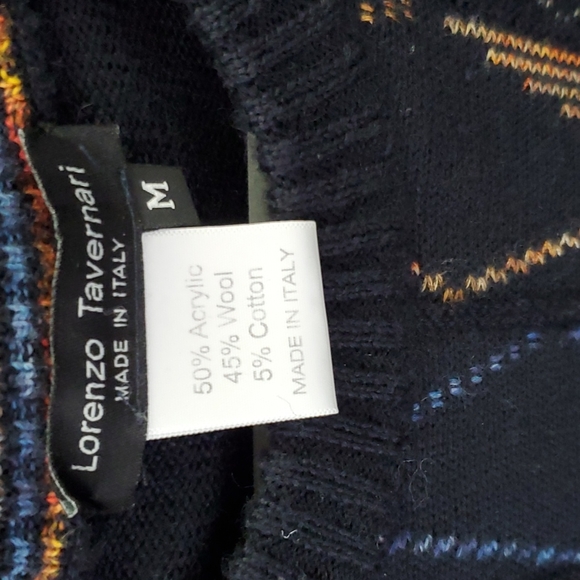 Lorenzo Tavernari
MADE IN ITALY
M
50% Acrylic
45% Wool
5% Cotton
MADE IN ITALY